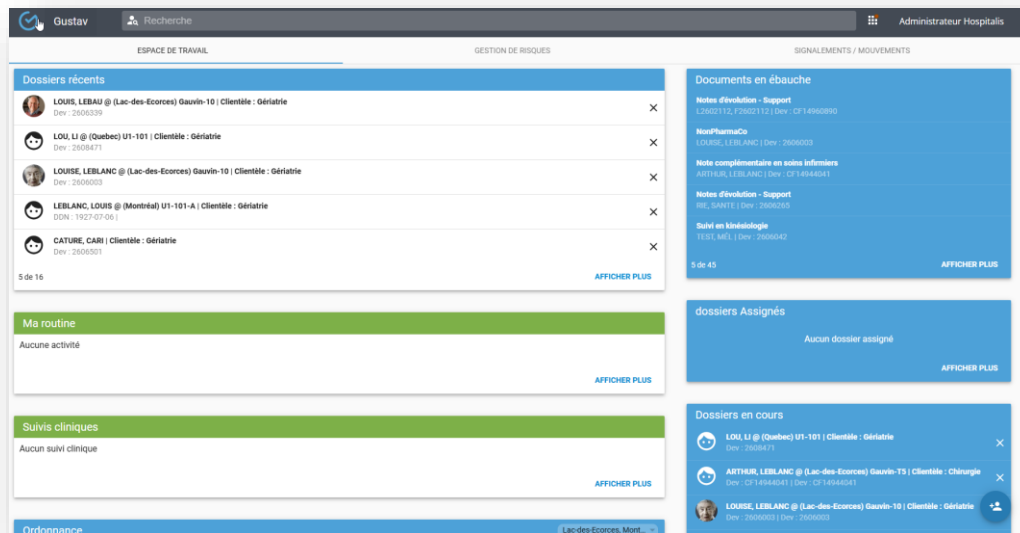 Gustav
Recherche
Administrateur Hospitalis
ESPACE DE TRAVAIL
GESTION DE RISQUES
SIGNALEMENTS / MOUVEMENTS
Dossiers récents
LOUIS, LEBAU @ (Lac-des-Ecorces) Gauvin-10 | Clientèle : Gériatrie
Dev : 2606339
LOU, LI @ (Quebec) U1-101 | Clientèle : Gériatrie
Dev : 2608471
LOUISE, LEBLANC @ (Lac-des-Ecorces) Gauvin-10 | Clientèle : Gériatrie
Dev : 2606003
LEBLANC, LOUIS @ (Montréal) U1-101-A | Clientèle : Gériatrie
DDN : 1927-07-06 |
CATURE, CARI | Clientèle : Gériatrie
Dev : 2606501
5 de 16
AFFICHER PLUS
Ma routine
Aucune activité
AFFICHER PLUS
Suivis cliniques
Aucun suivi clinique
AFFICHER PLUS
Ordonnance
Lac-des-Ecorces, Mont...
Documents en ébauche
Notes d'évolution - Support
L2602112, F2602112 | Dev : CF14960890
NonPharmaCo
LOUISE, LEBLANC | Dev : 2606003
Note complémentaire en soins infirmiers
ARTHUR, LEBLANC | Dev : CF14944041
Notes d'évolution - Support
RIE, SANTE | Dev : 2606265
Suivi en kinésiologie
TEST, MÉL | Dev : 2606042
5 de 45
AFFICHER PLUS
dossiers Assignés
Aucun dossier assigné
AFFICHER PLUS
Dossiers en cours
LOU, LI @ (Quebec) U1-101 | Clientèle : Gériatrie
Dev : 2608471
ARTHUR, LEBLANC @ (Lac-des-Ecorces) Gauvin-T5 | Clientèle : Chirurgie
Dev : CF14944041 | Dev : CF14944041
LOUISE, LEBLANC @ (Lac-des-Ecorces) Gauvin-10 | Clientèle : Gériatrie
Dev : 2606003 | Dev : 2606003